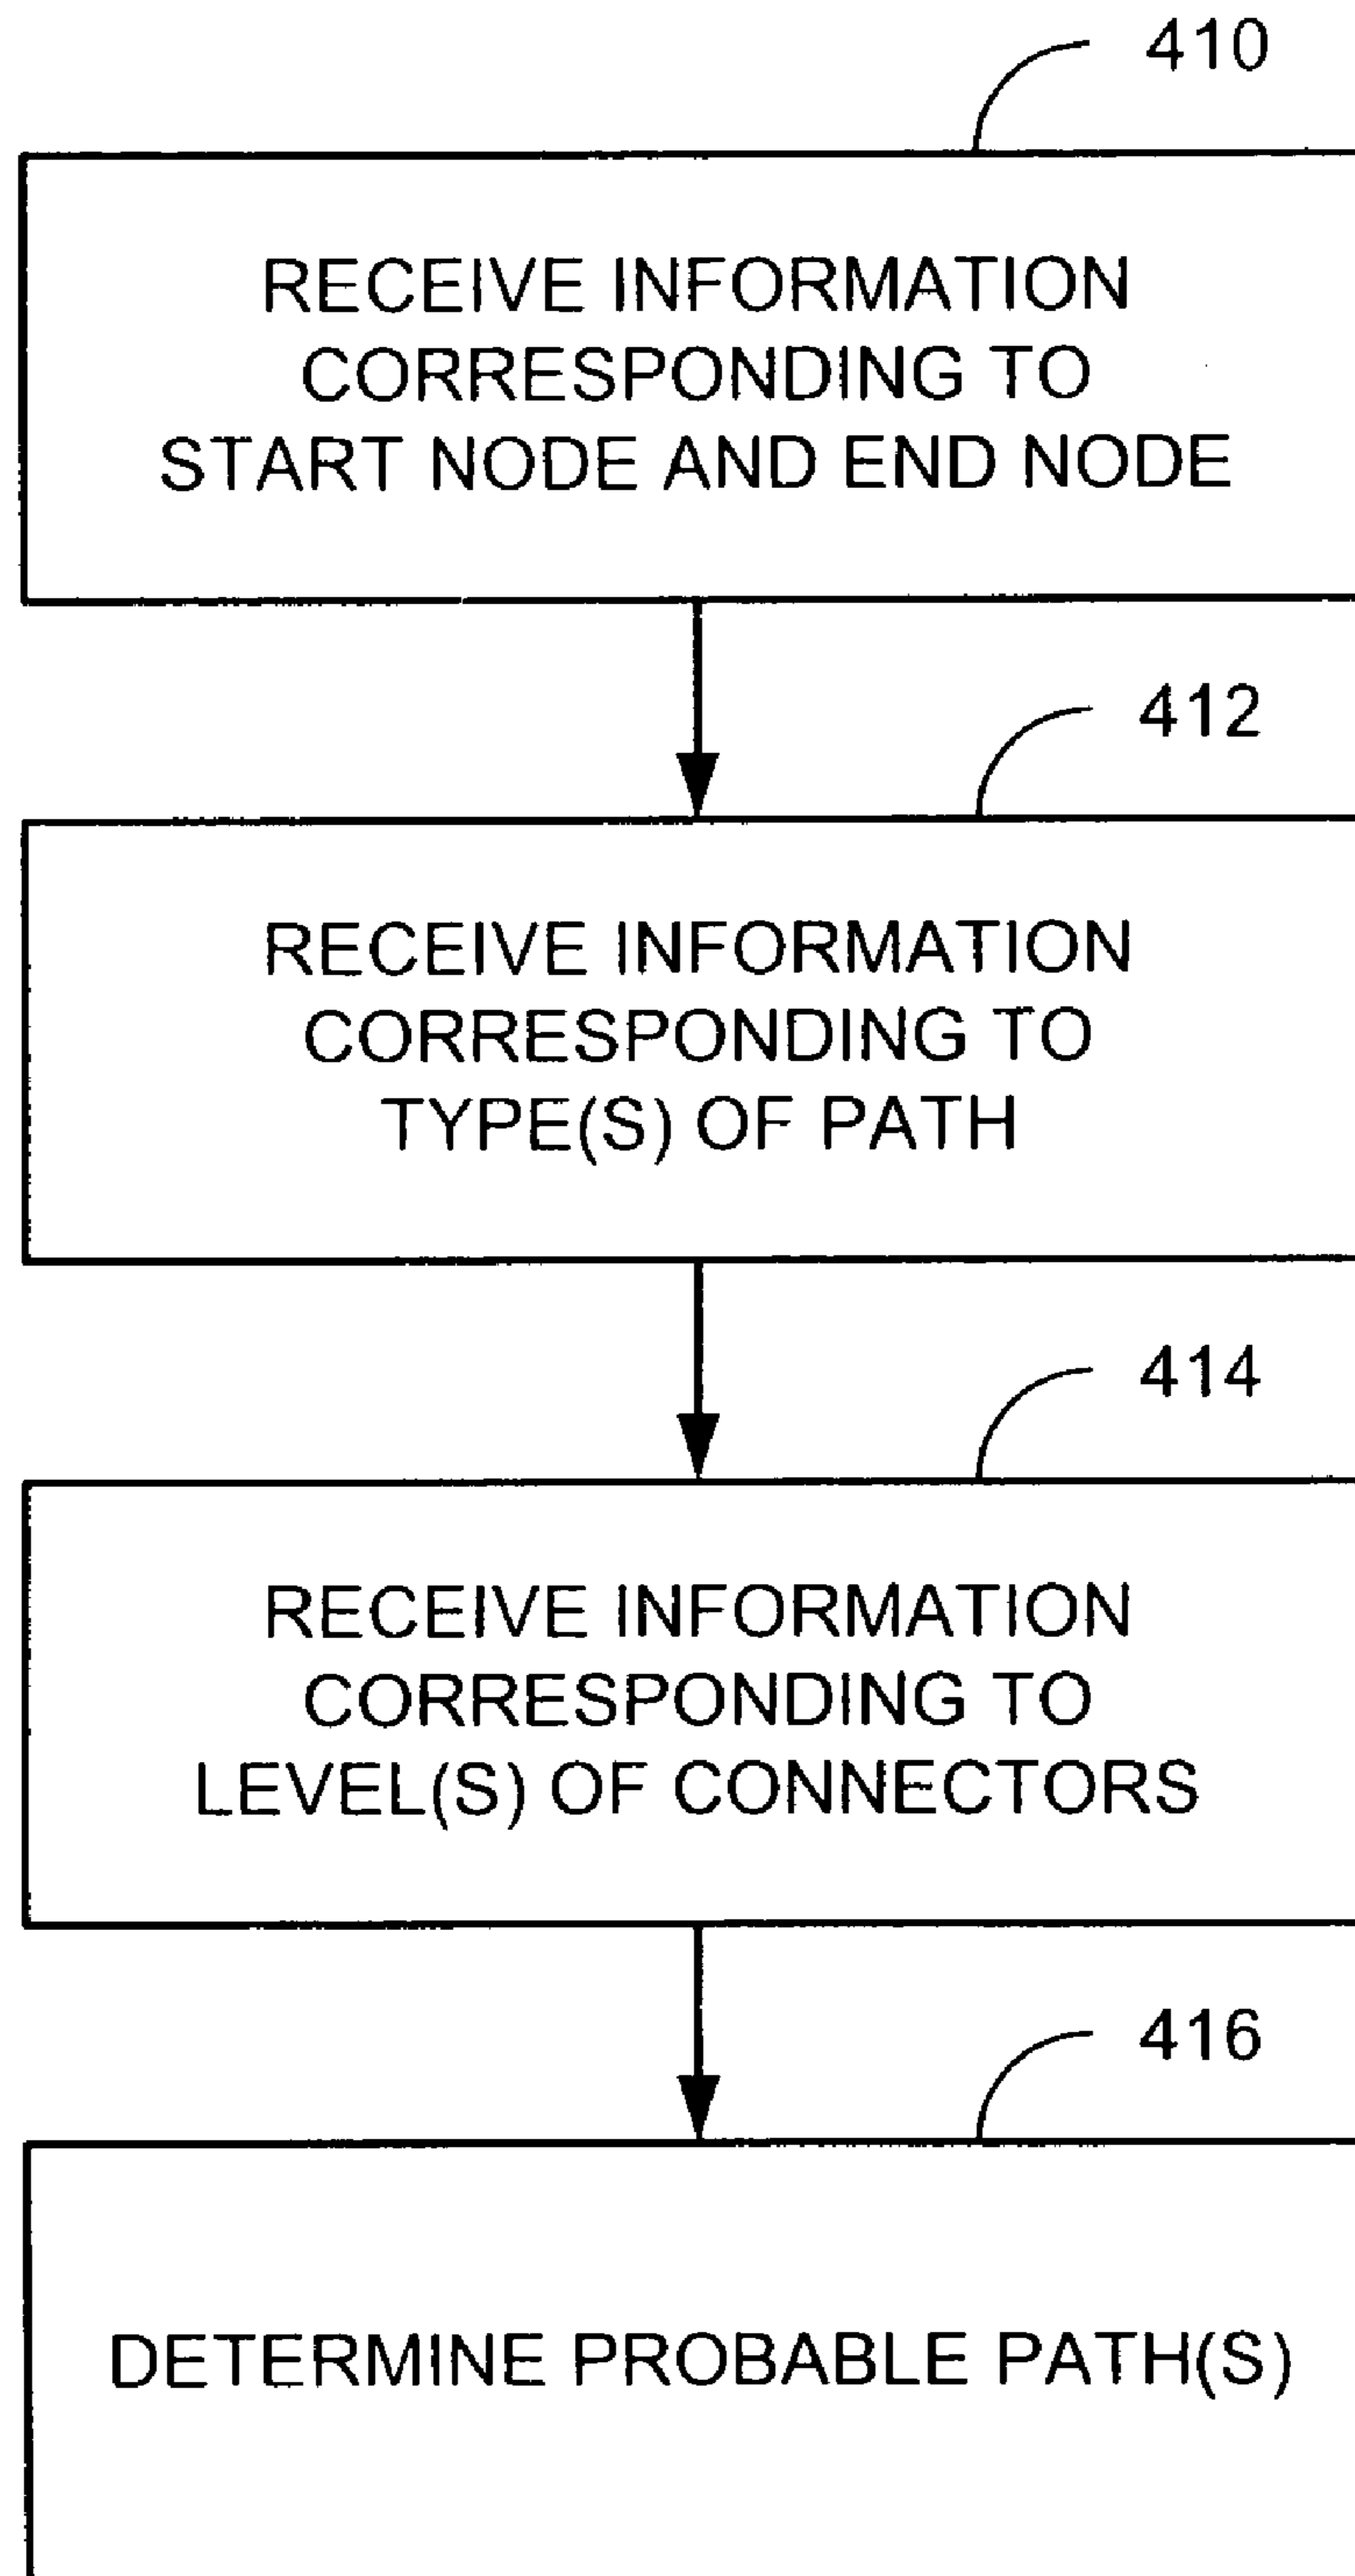 410
RECEIVE INFORMATION
CORRESPONDING TO
START NODE AND END NODE
412
RECEIVE INFORMATION
CORRESPONDING TO
TYPE(S) OF PATH
414
RECEIVE INFORMATION
CORRESPONDING TO
LEVEL(S) OF CONNECTORS
416
DETERMINE PROBABLE PATH(S)